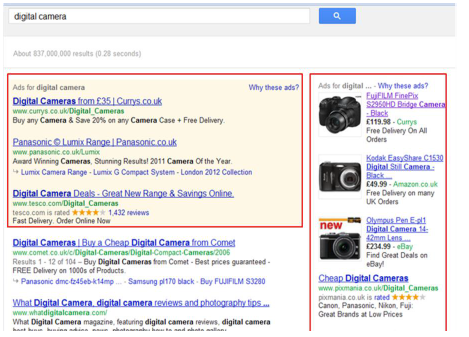 digital camera
About 837,000,000 results (0.28 seconds)
Ads for digital camera
Why these ads?
Digital Cameras from £35 | Currys.co.uk
www.currys.co.uk/Digital_Cameras
Buy any Camera & Save 20% on any Camera Case + Free Delivery.
Panasonic © Lumix Range | Panasonic.co.uk
www.panasonic.co.uk/Lumix
Award Winning Cameras, Stunning Results! 2011 Camera Of the Year.
Lumix Camera Range - Lumix G Compact System - London 2012 Collection
Digital Camera Deals - Great New Range & Savings Online.
www.tesco.com/Digital_Cameras
tesco.com is rated ★★★★★ 1,432 reviews
Fast Delivery. Order Online Now
Digital Cameras | Buy a Cheap Digital Camera from Comet
www.comet.co.uk/c/Digital-Cameras/Digital-Compact-Cameras/2006
Results 1 - 12 of 104 – Buy Digital Cameras from Comet - Best prices guaranteed -
FREE Delivery on 1000s of Products.
Panasonic dmc-fz45eb-k14mp ... - Samsung pl170 black - Buy FUJIFILM S3280
What Digital Camera, digital camera reviews and photography tips ...
www.whatdigitalcamera.com/
What Digital Camera magazine, featuring digital camera reviews, digital camera
Ads for digital ... - Why these ads?
FujiFILM FinePix
S2950HD Bridge Camera
- Black
£119.98 - Currys
Free Delivery On All
Orders
Kodak EasyShare C1530
Digital Still Camera -
Black ...
£49.99 - Amazon.co.uk
Free Delivery on many
UK Orders
new
Olympus Pen E-pl1
Digital Camera 14-
42mm Lens ...
£234.99 - eBay
Find Great Deals on
eBay!
Cheap Digital Cameras
www.pixmania.co.uk/Digital_Cameras
pixmania.co.uk is rated ★★★★★
Canon, Panasonic, Nikon, Fuji:
Great Brands at Low Prices